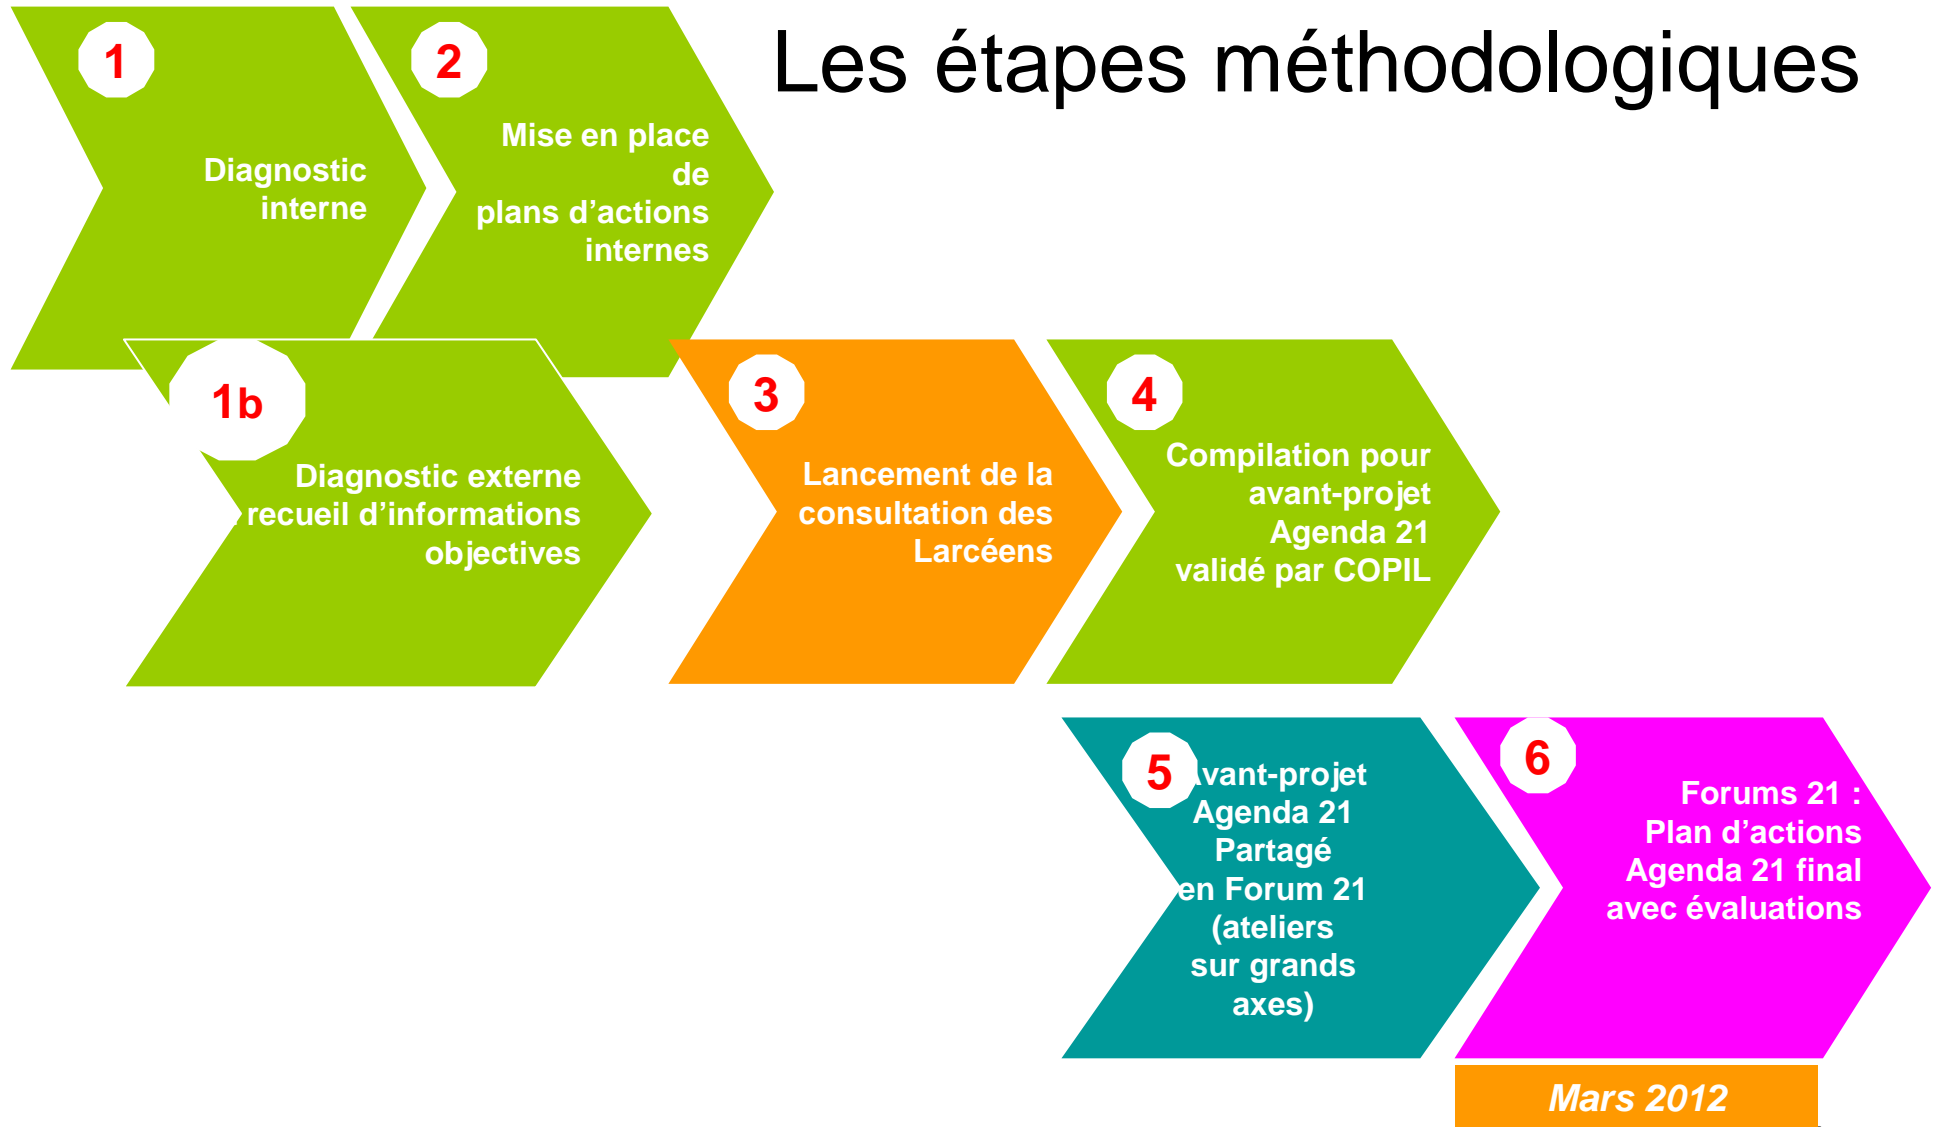 Les étapes méthodologiques
1
Diagnostic
interne
2
Mise en place
de
plans d'actions
internes
1b
Diagnostic externe
recueil d'informations
objectives
3
Lancement de la
consultation des
Larcéens
4
Compilation pour
avant-projet
Agenda 21
validé par COPIL
5
Avant-projet
Agenda 21
Partagé
en Forum 21
(ateliers
sur grands
axes)
6
Forums 21 :
Plan d'actions
Agenda 21 final
avec évaluations
Mars 2012